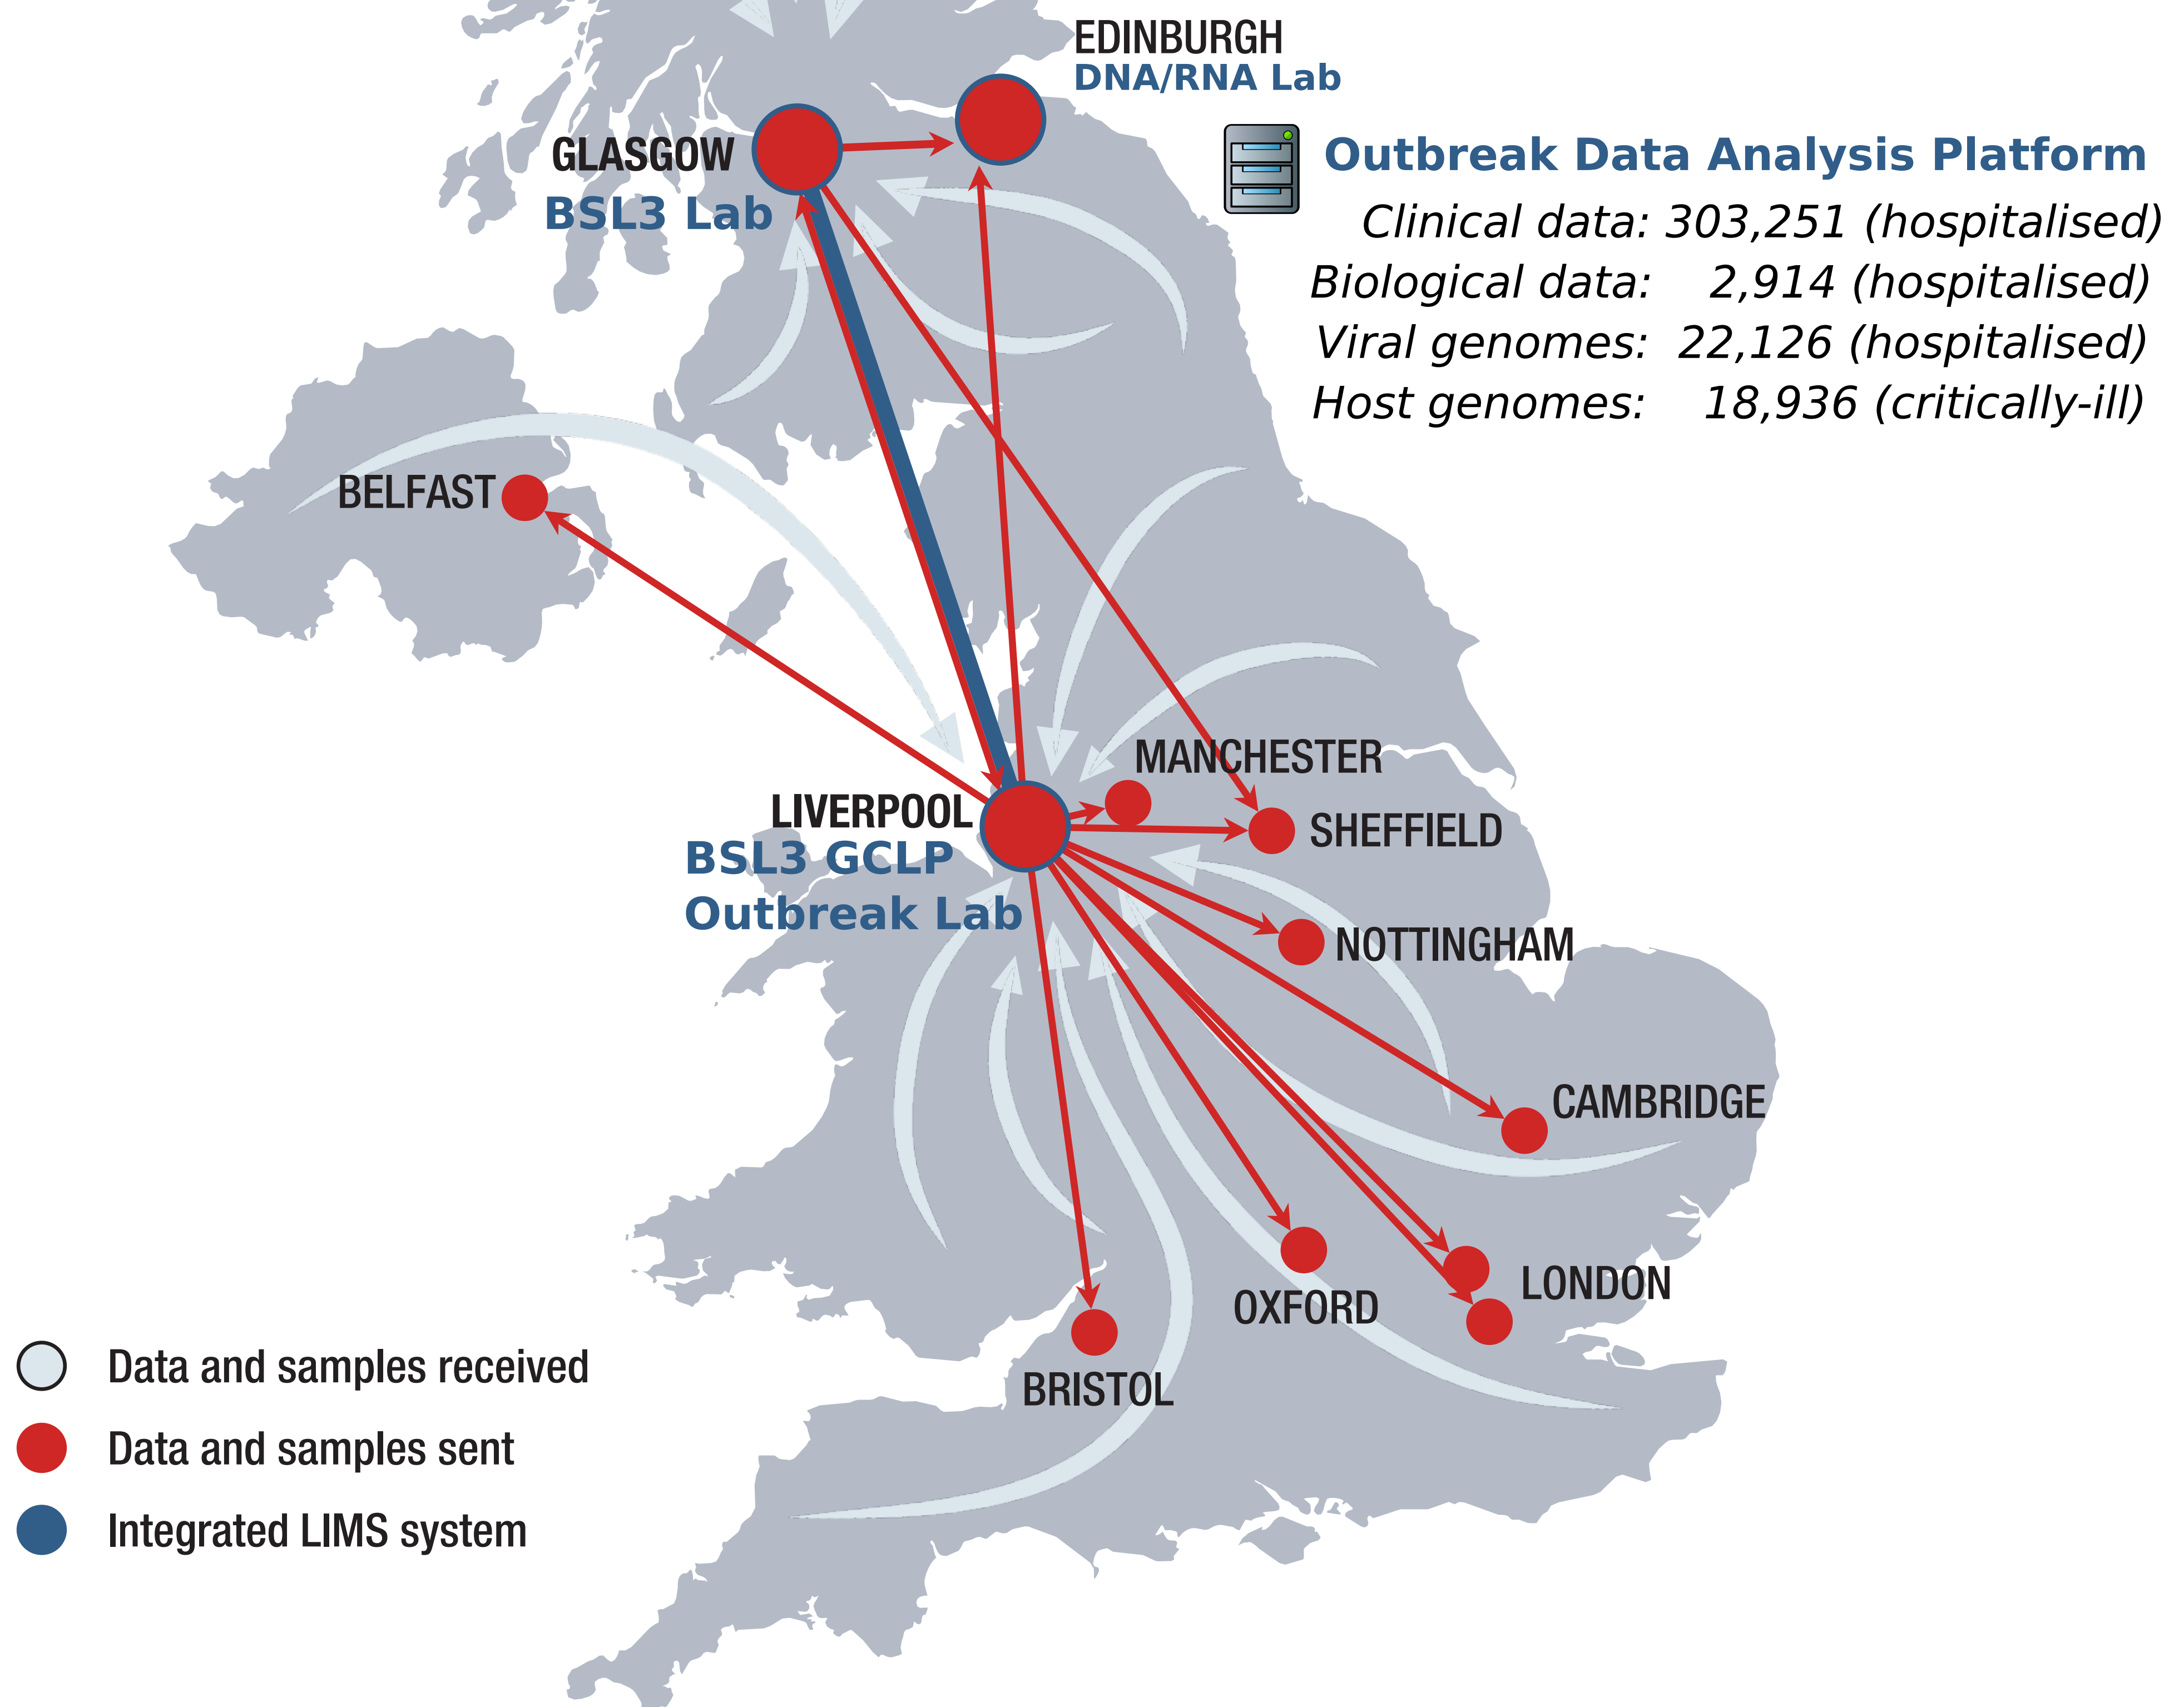 EDINBURGH
DNA/RNA Lab
GLASGOW
BSL3 Lab
Outbreak Data Analysis Platform
Clinical data: 303,251 (hospitalised)
Biological data: 2,914 (hospitalised)
Viral genomes: 22,126 (hospitalised)
Host genomes: 18,936 (critically-ill)
BELFAST
MANCHESTER
LIVERPOOL
BSL3 GCLP
Outbreak Lab
SHEFFIELD
NOTTINGHAM
CAMBRIDGE
LONDON
OXFORD
BRISTOL
Data and samples received
Data and samples sent
Integrated LIMS system